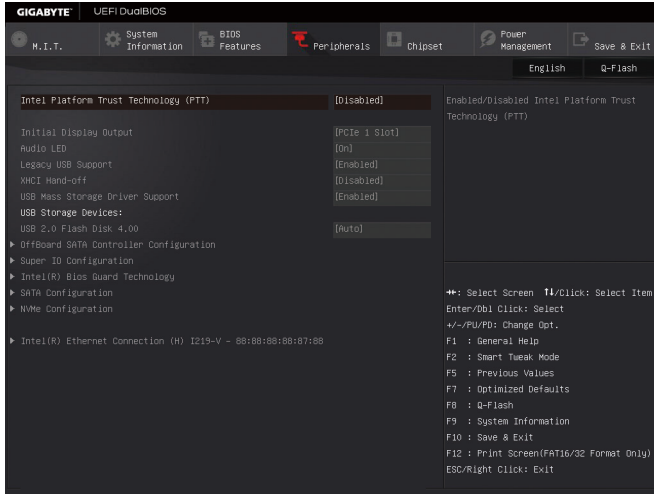 GIGABYTE™ UEFI DualBIOS
M.I.T.
System Information
BIOS Features
Peripherals
Chipset
Power Management
Save & Exit
English Q-Flash
Intel Platform Trust Technology (PTT) [Disabled]
Initial Display Output [PCIe 1 Slot]
Audio LED [On]
Legacy USB Support [Enabled]
XHCI Hand-off [Disabled]
USB Mass Storage Driver Support [Enabled]
USB Storage Devices:
USB 2.0 Flash Disk 4.00 [Auto]
OffBoard SATA Controller Configuration
Super IO Configuration
Intel(R) Bios Guard Technology
SATA Configuration
NVMe Configuration
Intel(R) Ethernet Connection (H) I219-V - 88:88:88:88:87:88
Enabled/Disabled Intel Platform Trust
Technology (PTT)
→←: Select Screen ↑↓/Click: Select Item
Enter/Dbl Click: Select
+/-/PU/PD: Change Opt.
F1 : General Help
F2 : Smart Tweak Mode
F5 : Previous Values
F7 : Optimized Defaults
F8 : Q-Flash
F9 : System Information
F10 : Save & Exit
F12 : Print Screen(FAT16/32 Format Only)
ESC/Right Click: Exit